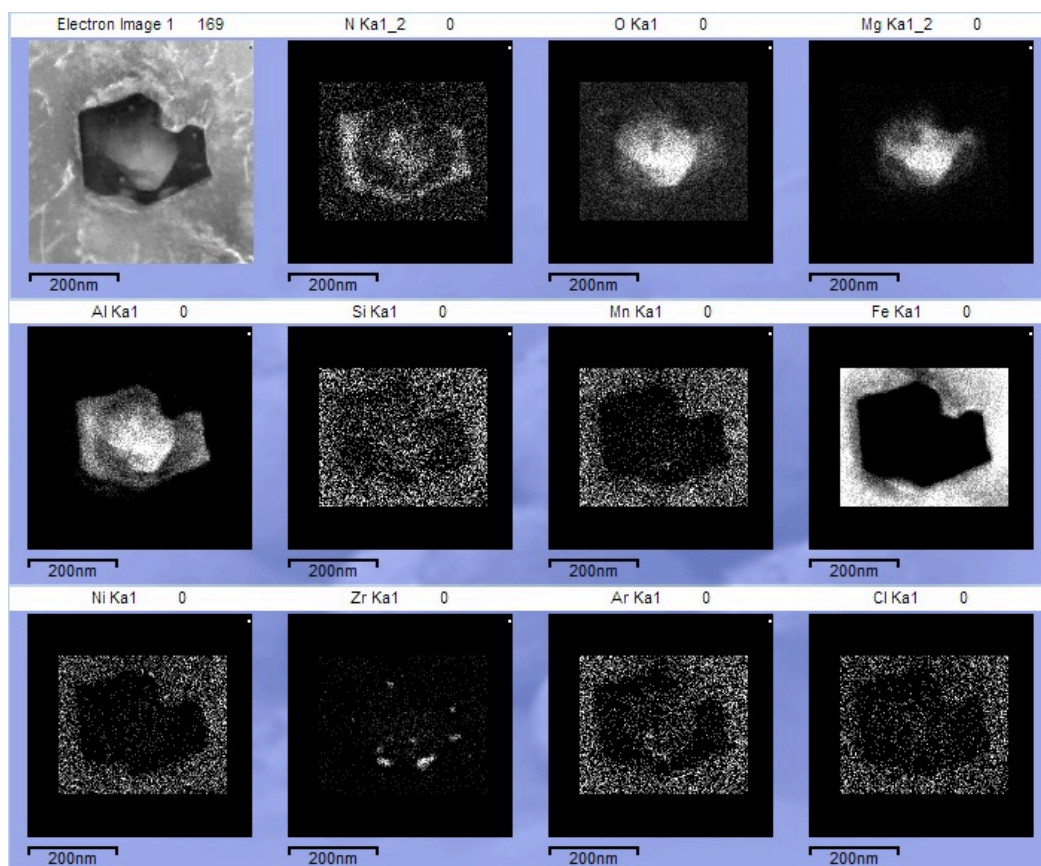 Electron Image 1 169
N Ka1_2 0
O Ka1 0
Mg Ka1_2 0
200nm
200nm
200nm
200nm
Al Ka1 0
Si Ka1 0
Mn Ka1 0
Fe Ka1 0
200nm
200nm
200nm
200nm
Ni Ka1 0
Zr Ka1 0
Ar Ka1 0
Cl Ka1 0
200nm
200nm
200nm
200nm